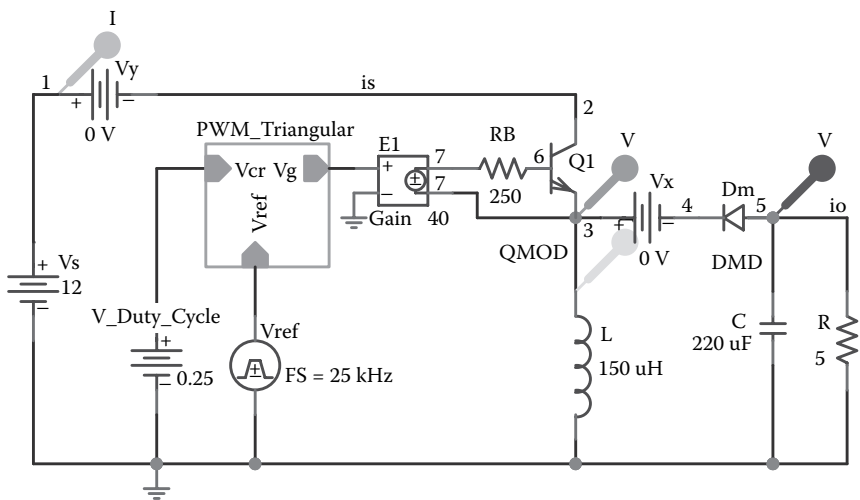 I
1
Vy
+
−
0 V
is
2
PWM_Triangular
Vcr
Vg
Vref
E1
+
−
±
Gain
40
7
7
RB
250
6
Q1
V
3
QMOD
Vx
+
−
0 V
4
Dm
5
DMD
V
io
+
Vs
12
−
V_Duty_Cycle
+
−
0.25
Vref
±
FS = 25 kHz
L
150 uH
C
220 uF
R
5